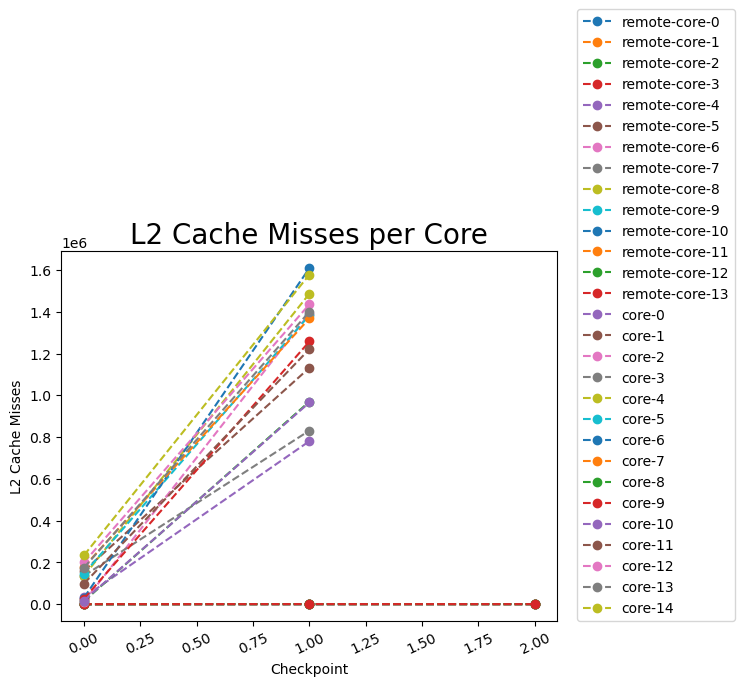 L2 Cache Misses per Core
1e6
1.6
1.4
1.2
1.0
0.8
0.6
0.4
0.2
0.0
L2 Cache Misses
0.00 0.25 0.50 0.75 1.00 1.25 1.50 1.75 2.00
Checkpoint
remote-core-0
remote-core-1
remote-core-2
remote-core-3
remote-core-4
remote-core-5
remote-core-6
remote-core-7
remote-core-8
remote-core-9
remote-core-10
remote-core-11
remote-core-12
remote-core-13
core-0
core-1
core-2
core-3
core-4
core-5
core-6
core-7
core-8
core-9
core-10
core-11
core-12
core-13
core-14